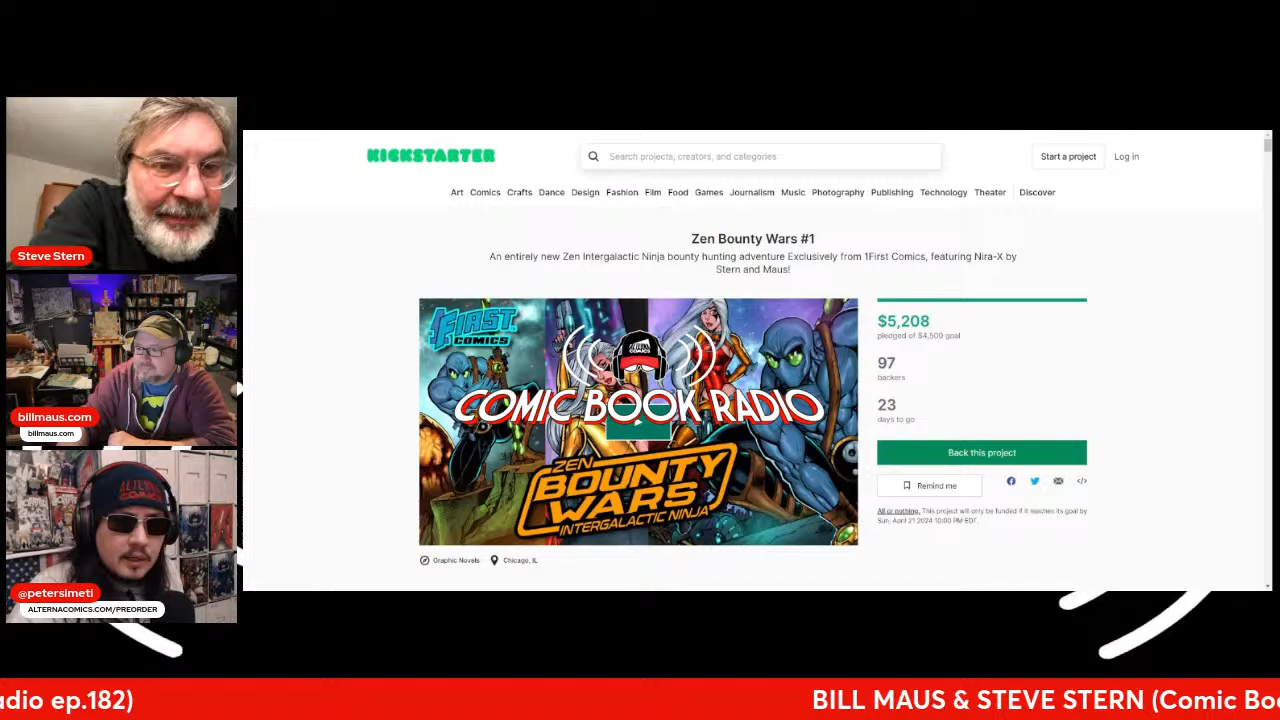 Steve Stern
billmaus.com
billmaus.com
ALTERNA
COMICS
@petersimeti
ALTERNACOMICS.COM/PREORDER
KICKSTARTER
Search projects, creators, and categories
Start a project
Log in
Art Comics Crafts Dance Design Fashion Film Food Games Journalism Music Photography Publishing Technology Theater Discover
Zen Bounty Wars #1
An entirely new Zen Intergalactic Ninja bounty hunting adventure Exclusively from 1First Comics, featuring Nira-X by
Stern and Maus!
1FIRST
COMICS
ALTERNA
COMICS
COMIC BOOK RADIO
ZEN
BOUNTY
WARS
INTERGALACTIC NINJA
Graphic Novels
Chicago, IL
$5,208
pledged of $4,500 goal
97
backers
23
days to go
Back this project
Remind me
All or nothing. This project will only be funded if it reaches its goal by
Sun, April 21 2024 10:00 PM EDT.
adio ep.182)
BILL MAUS & STEVE STERN (Comic Boo